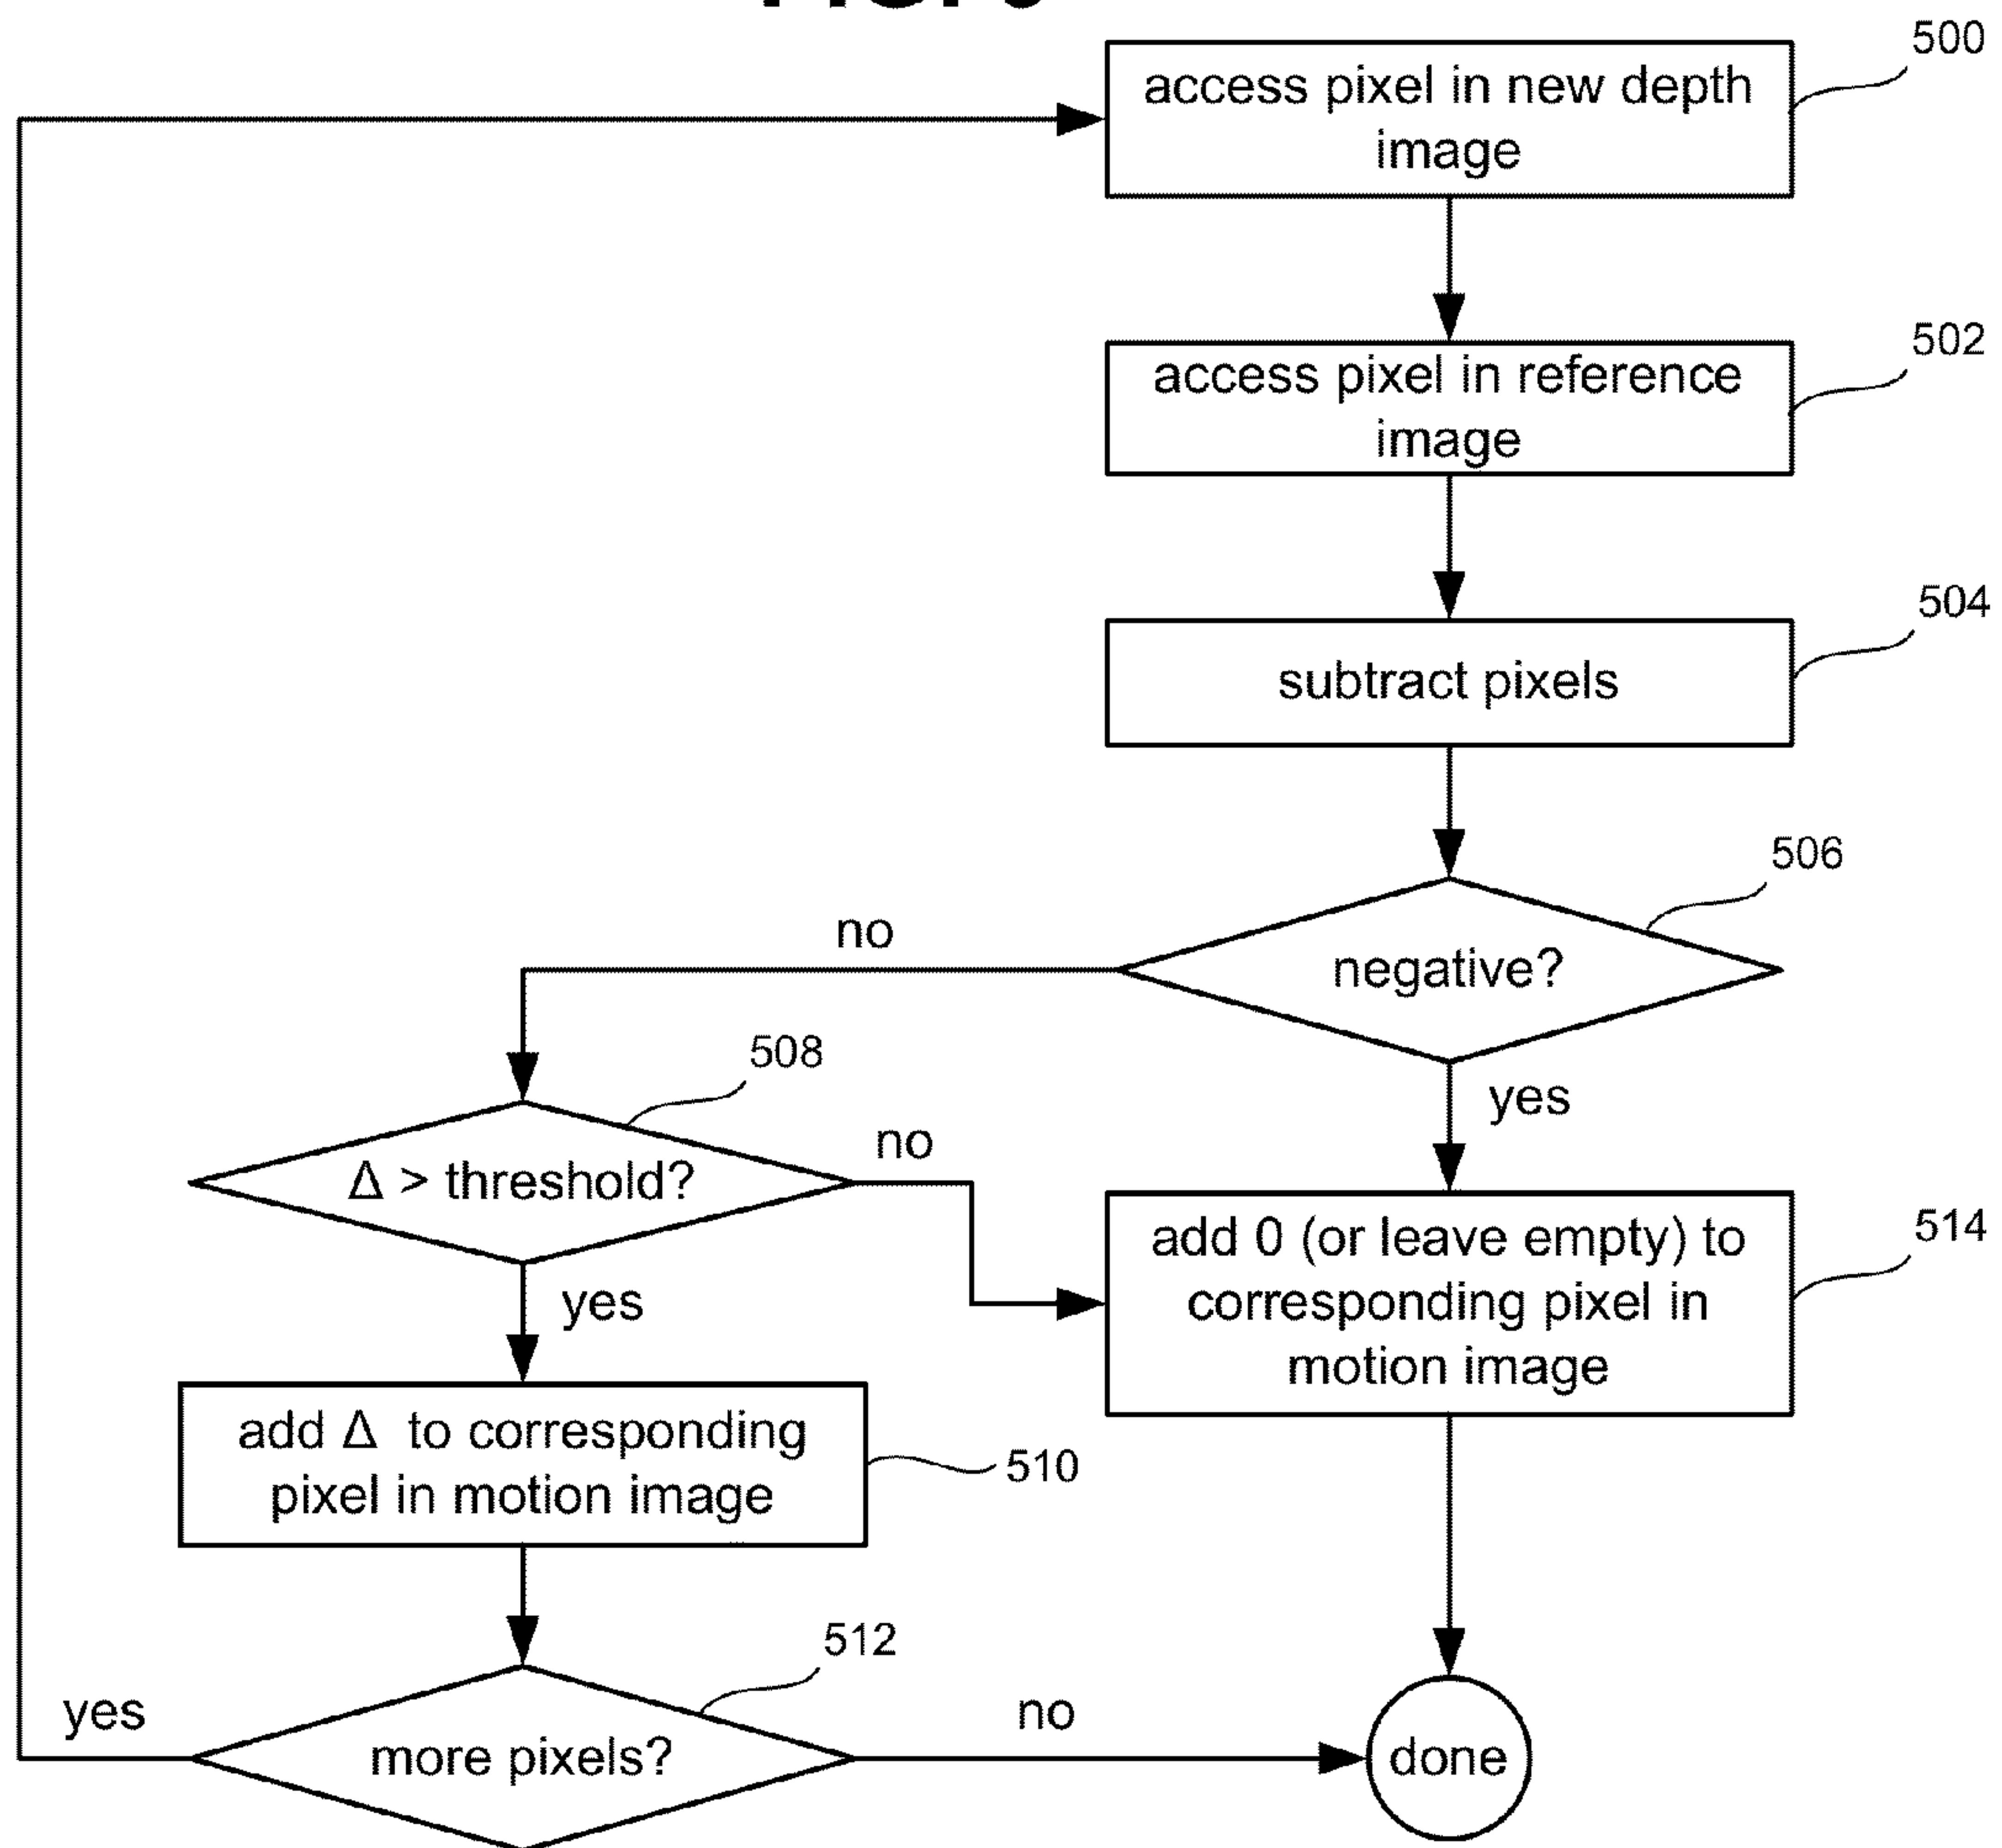 500
access pixel in new depth
image
502
access pixel in reference
image
504
subtract pixels
506
negative?
no
yes
508
Δ > threshold?
no
yes
514
add 0 (or leave empty) to
corresponding pixel in
motion image
add Δ to corresponding
pixel in motion image
510
512
more pixels?
yes
no
done